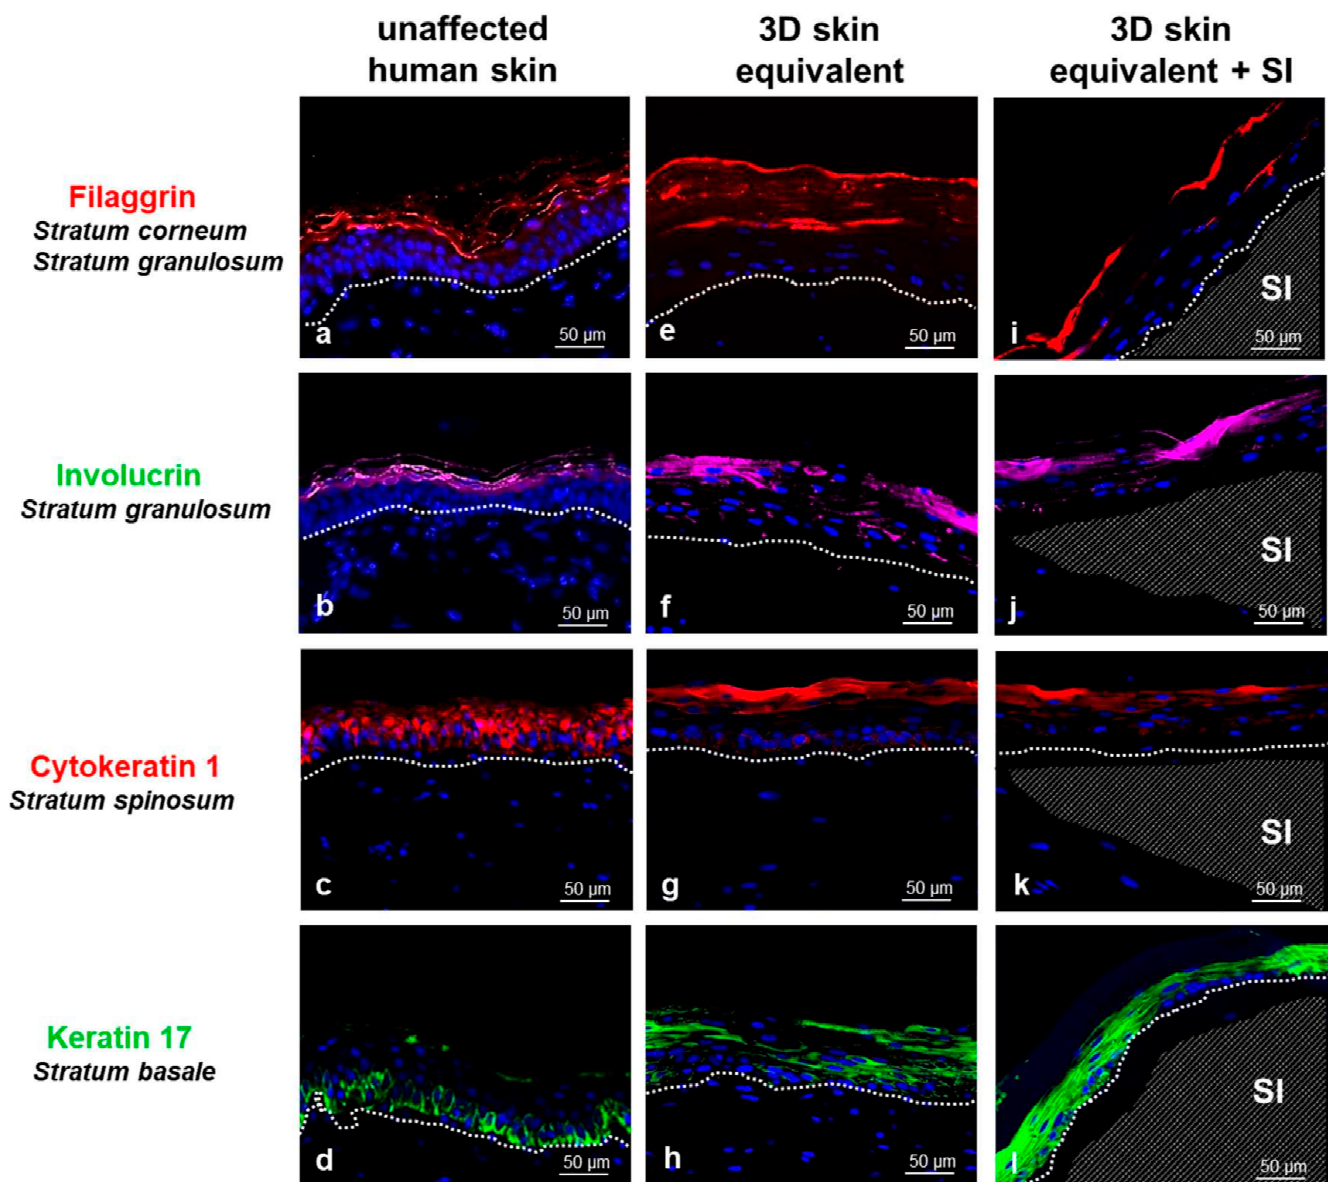 unaffected
human skin
3D skin
equivalent
3D skin
equivalent + SI
Filaggrin
Stratum corneum
Stratum granulosum
a
50 µm
e
50 µm
i
SI
50 µm
Involucrin
Stratum granulosum
b
50 µm
f
50 µm
j
SI
50 µm
Cytokeratin 1
Stratum spinosum
c
50 µm
g
50 µm
k
SI
50 µm
Keratin 17
Stratum basale
d
50 µm
h
50 µm
l
SI
50 µm